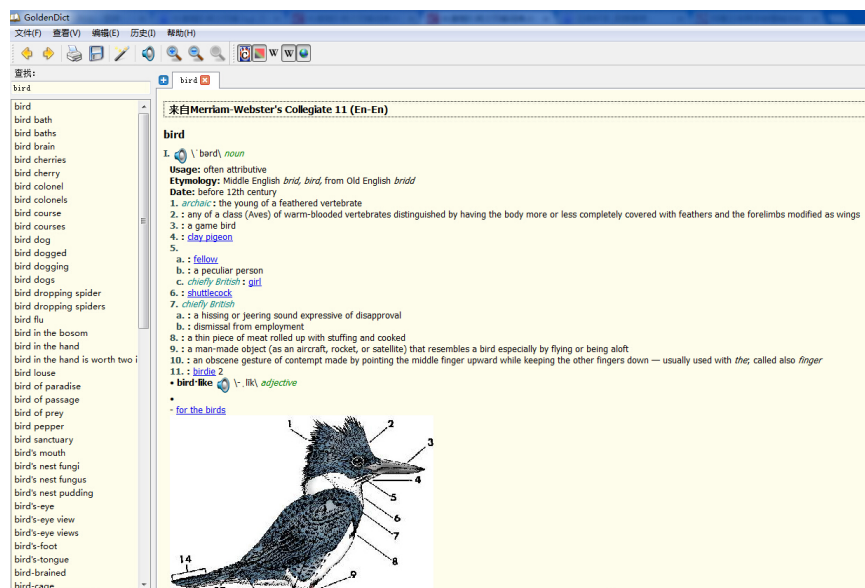 GoldenDict
文件(F) 查看(V) 编辑(E) 历史(I) 帮助(H)
查找:
bird
bird
bird bath
bird baths
bird brain
bird cherries
bird cherry
bird colonel
bird colonels
bird course
bird courses
bird dog
bird dogged
bird dogging
bird dogs
bird dropping spider
bird dropping spiders
bird flu
bird in the bosom
bird in the hand
bird in the hand is worth two i
bird louse
bird of paradise
bird of passage
bird of prey
bird pepper
bird sanctuary
bird's mouth
bird's nest fungi
bird's nest fungus
bird's nest pudding
bird's-eye
bird's-eye view
bird's-eye views
bird's-foot
bird's-tongue
bird-brained
bird-cage
bird
来自Merriam-Webster's Collegiate 11 (En-En)
bird
I. \ˈbərd\ noun
Usage: often attributive
Etymology: Middle English brid, bird, from Old English bridd
Date: before 12th century
1. archaic : the young of a feathered vertebrate
2. : any of a class (Aves) of warm-blooded vertebrates distinguished by having the body more or less completely covered with feathers and the forelimbs modified as wings
3. : a game bird
4. : clay pigeon
5.
a. : fellow
b. : a peculiar person
c. chiefly British : girl
6. : shuttlecock
7. chiefly British
a. : a hissing or jeering sound expressive of disapproval
b. : dismissal from employment
8. : a thin piece of meat rolled up with stuffing and cooked
9. : a man-made object (as an aircraft, rocket, or satellite) that resembles a bird especially by flying or being aloft
10. : an obscene gesture of contempt made by pointing the middle finger upward while keeping the other fingers down — usually used with the; called also finger
11. : birdie 2
• bird·like \-ˌlīk\ adjective
•
- for the birds
1 2
3
4
5
6
7
8
14
9